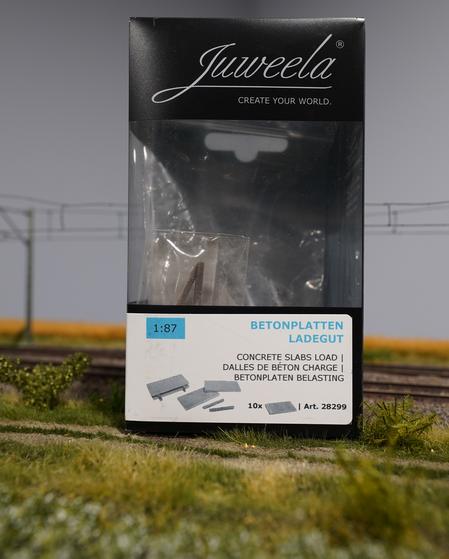 Juweela®
CREATE YOUR WORLD.
1:87
BETONPLATTEN
LADEGUT
CONCRETE SLABS LOAD |
DALLES DE BÉTON CHARGE |
BETONPLATEN BELASTING
10x | Art. 28299